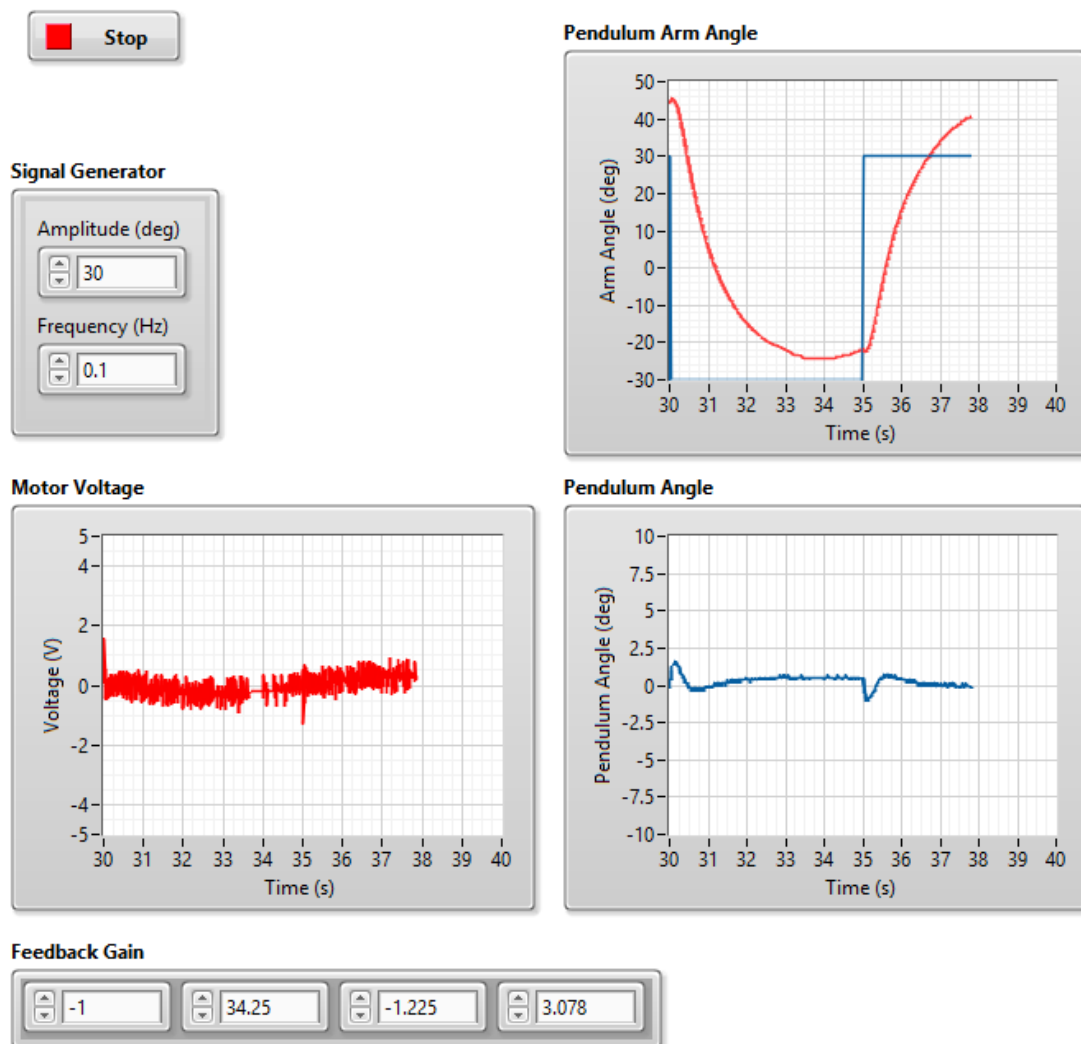 Stop
Signal Generator
Amplitude (deg)
30
Frequency (Hz)
0.1
Pendulum Arm Angle
Arm Angle (deg)
50
40
30
20
10
0
-10
-20
-30
30 31 32 33 34 35 36 37 38 39 40
Time (s)
Motor Voltage
Voltage (V)
5
4
2
0
-2
-4
-5
30 31 32 33 34 35 36 37 38 39 40
Time (s)
Pendulum Angle
Pendulum Angle (deg)
10
7.5
5
2.5
0
-2.5
-5
-7.5
-10
30 31 32 33 34 35 36 37 38 39 40
Time (s)
Feedback Gain
-1 34.25 -1.225 3.078